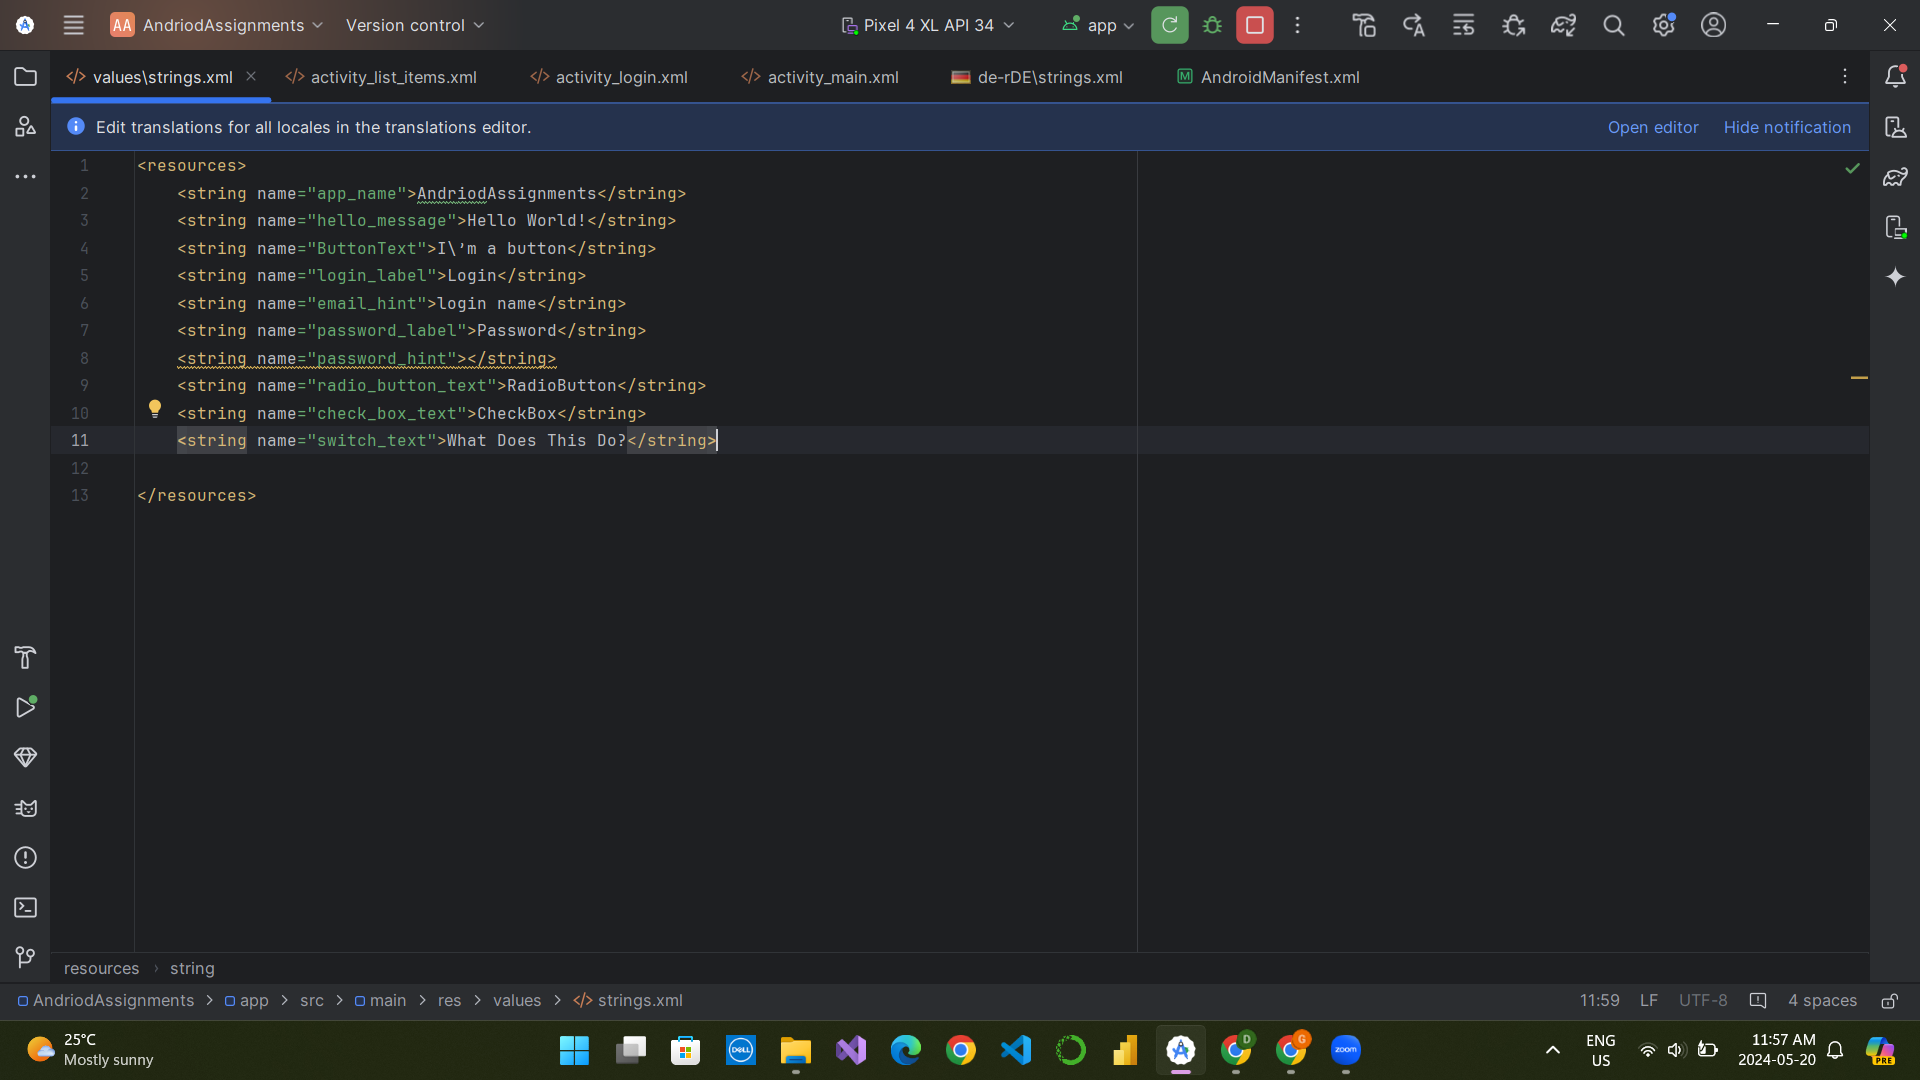 AA AndriodAssignments Version control Pixel 4 XL API 34 app
values\strings.xml activity_list_items.xml activity_login.xml activity_main.xml de-rDE\strings.xml AndroidManifest.xml
Edit translations for all locales in the translations editor. Open editor Hide notification
1 <resources>
2 <string name="app_name">AndriodAssignments</string>
3 <string name="hello_message">Hello World!</string>
4 <string name="ButtonText">I\’m a button</string>
5 <string name="login_label">Login</string>
6 <string name="email_hint">login name</string>
7 <string name="password_label">Password</string>
8 <string name="password_hint"></string>
9 <string name="radio_button_text">RadioButton</string>
10 <string name="check_box_text">CheckBox</string>
11 <string name="switch_text">What Does This Do?</string>
12
13 </resources>
resources › string
AndriodAssignments > app > src > main > res > values > strings.xml 11:59 LF UTF-8 4 spaces
25°C
Mostly sunny
DELL
D
G
zoom
ENG
US
11:57 AM
2024-05-20
PRE